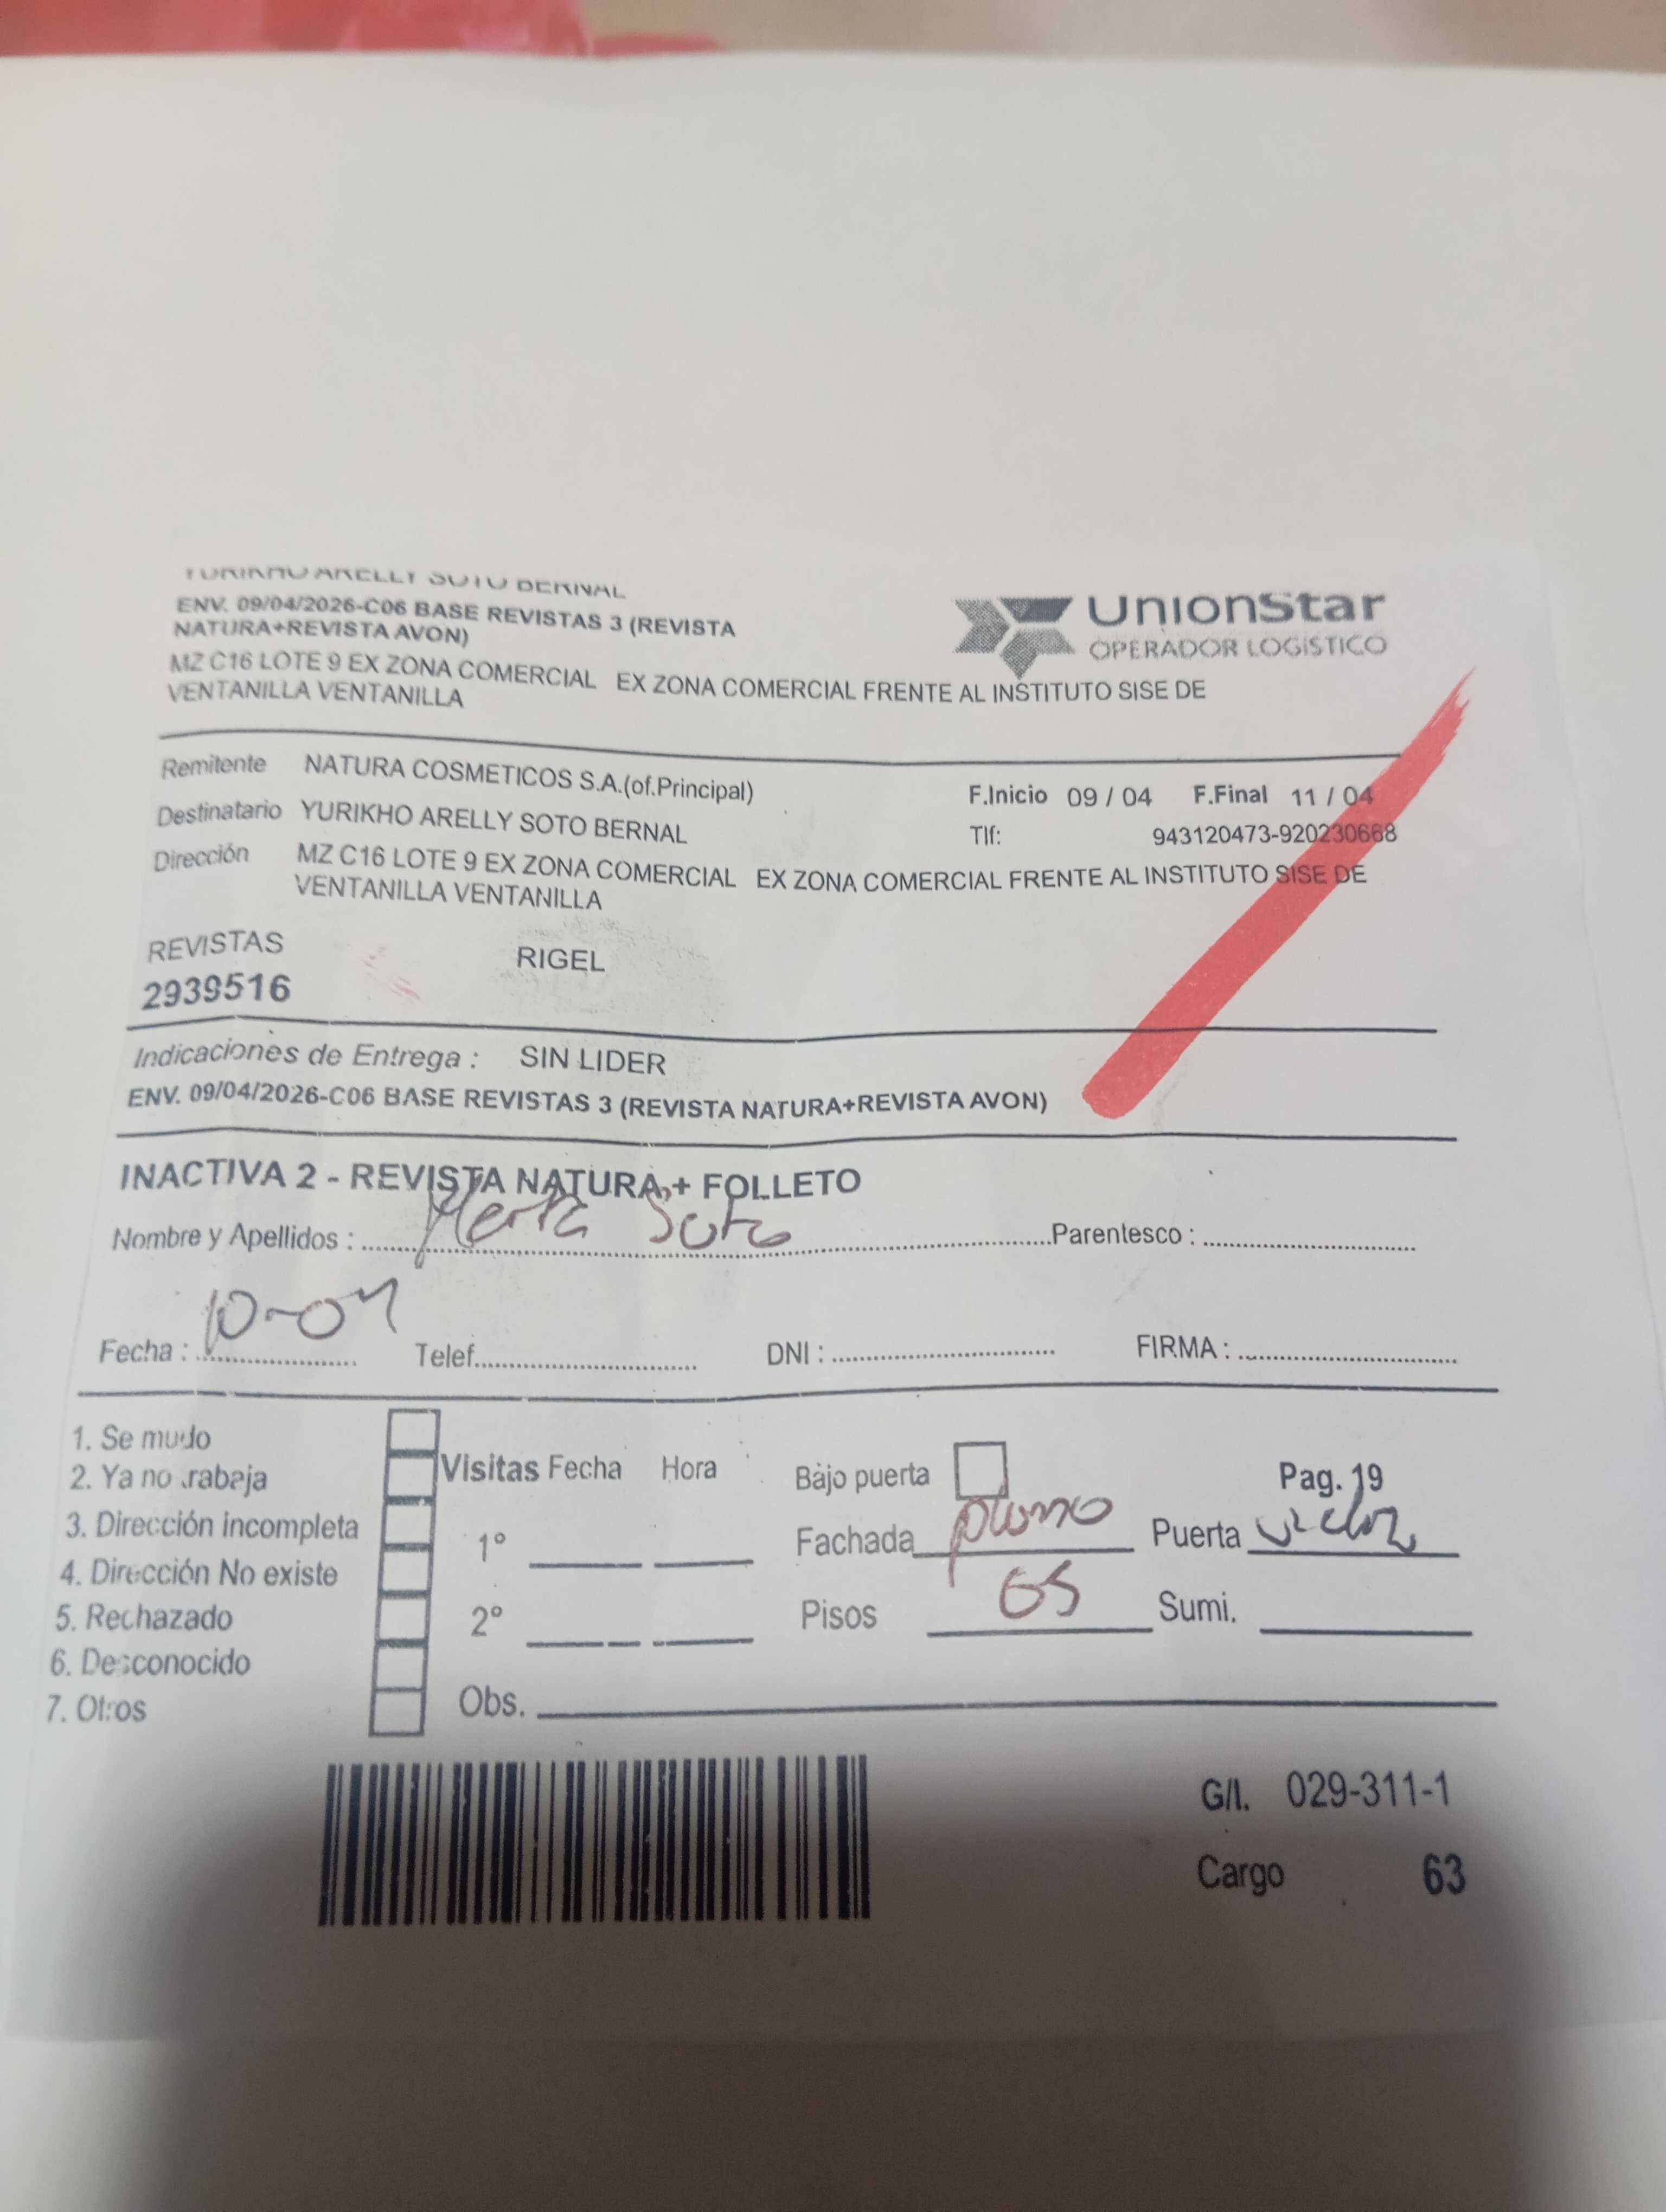 YURIKHO ARELLY SOTO BERNAL
ENV. 09/04/2026-C06 BASE REVISTAS 3 (REVISTA
NATURA+REVISTA AVON)
UNIONSTAR
OPERADOR LOGISTICO
MZ C16 LOTE 9 EX ZONA COMERCIAL EX ZONA COMERCIAL FRENTE AL INSTITUTO SISE DE
VENTANILLA VENTANILLA
Remitente NATURA COSMETICOS S.A.(of.Principal)
F.Inicio 09 / 04 F.Final 11 / 04
Destinatario YURIKHO ARELLY SOTO BERNAL
Tlf: 943120473-920230668
Dirección MZ C16 LOTE 9 EX ZONA COMERCIAL EX ZONA COMERCIAL FRENTE AL INSTITUTO SISE DE
VENTANILLA VENTANILLA
REVISTAS RIGEL
2939516
Indicaciones de Entrega : SIN LIDER
ENV. 09/04/2026-C06 BASE REVISTAS 3 (REVISTA NATURA+REVISTA AVON)
INACTIVA 2 - REVISTA NATURA + FOLLETO
Nombre y Apellidos : Soto Parentesco :
Fecha : 10-04 Telef. DNI : FIRMA :
1. Se mudo
2. Ya no trabaja
3. Dirección incompleta
4. Dirección No existe
5. Rechazado
6. Desconocido
7. Otros
Visitas Fecha Hora
1°
2°
Obs.
Bajo puerta
Pag. 19
Fachada plomo Puerta
Pisos Sumi.
G/I. 029-311-1
Cargo 63